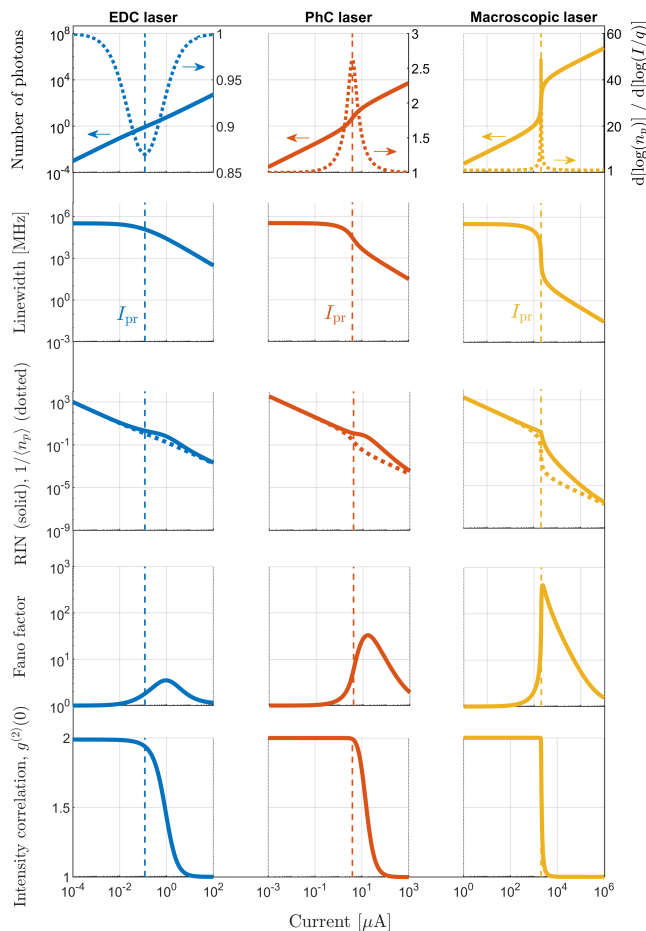 EDC laser PhC laser Macroscopic laser
Number of photons
10^8
10^4
10^0
10^-4
1
0.95
0.9
0.85
3
2.5
2
1.5
1
60
40
20
1
d[log(n_p)] / d[log(I/q)]
Linewidth [MHz]
10^6
10^3
10^0
10^-3
I_pr
I_pr
I_pr
RIN (solid), 1/⟨n_p⟩ (dotted)
10^3
10^-1
10^-5
10^-9
Fano factor
10^3
10^2
10^1
10^0
Intensity correlation, g^(2)(0)
2
1.5
1
10^-4 10^-2 10^0 10^2
10^-3 10^-1 10^1 10^3
10^0 10^2 10^4 10^6
Current [μA]